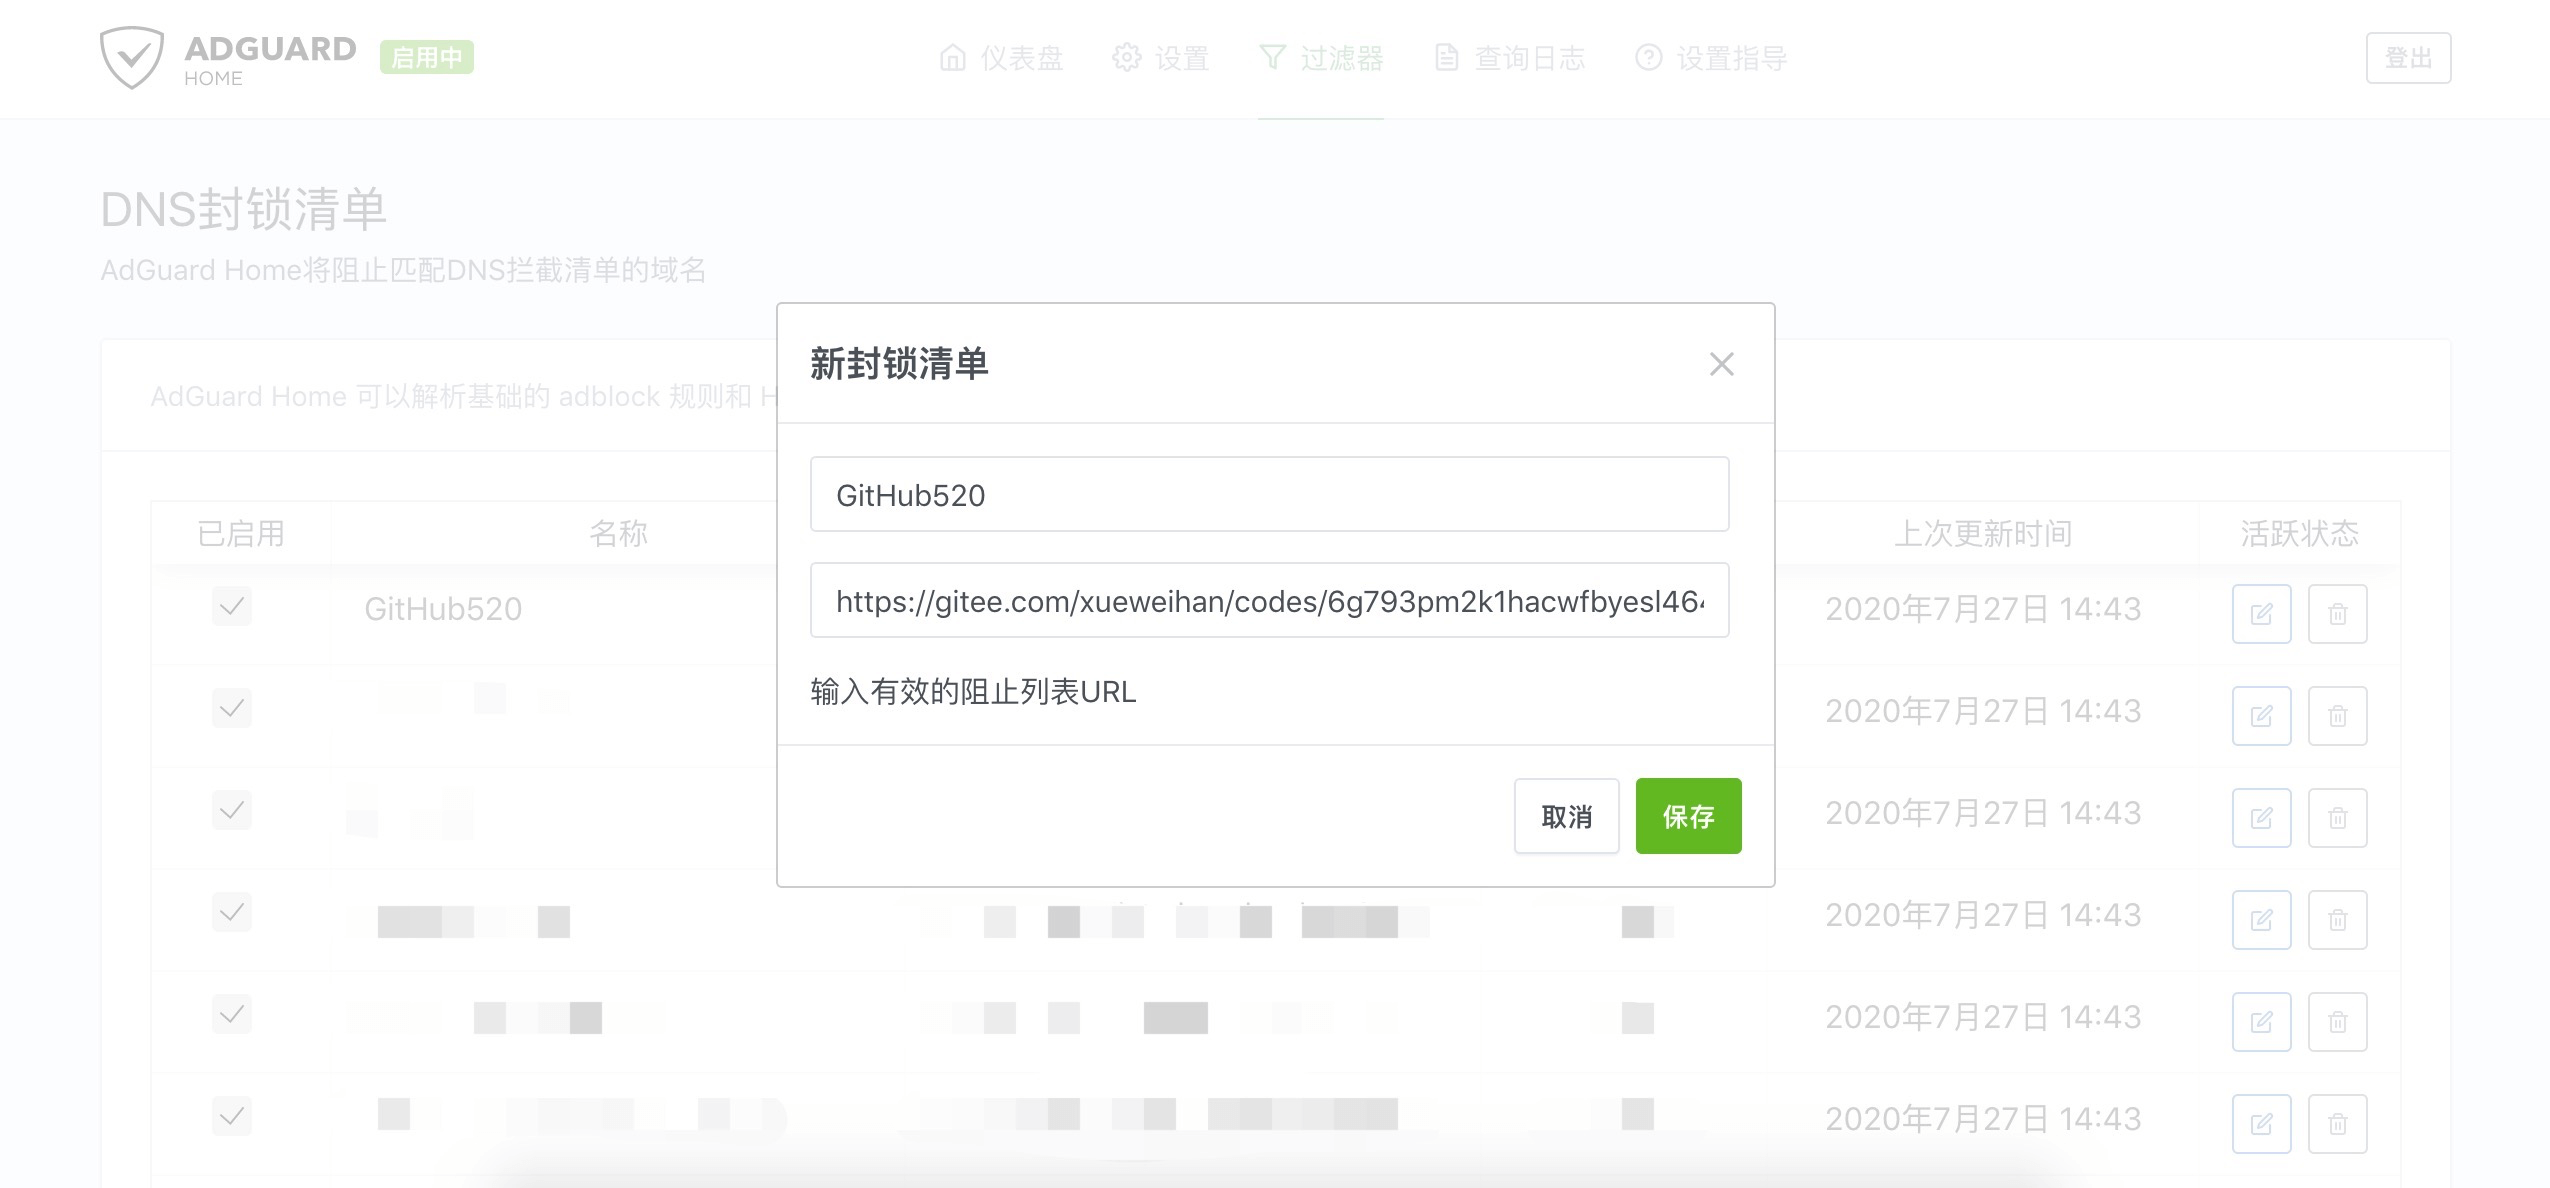 ADGUARD
HOME
启用中
仪表盘
设置
过滤器
查询日志
设置指导
登出
DNS封锁清单
AdGuard Home将阻止匹配DNS拦截清单的域名
AdGuard Home 可以解析基础的 adblock 规则和 H
新封锁清单
GitHub520
https://gitee.com/xueweihan/codes/6g793pm2k1hacwfbyesl46
输入有效的阻止列表URL
取消
保存
已启用
名称
上次更新时间
活跃状态
GitHub520
2020年7月27日 14:43
2020年7月27日 14:43
2020年7月27日 14:43
2020年7月27日 14:43
2020年7月27日 14:43
2020年7月27日 14:43